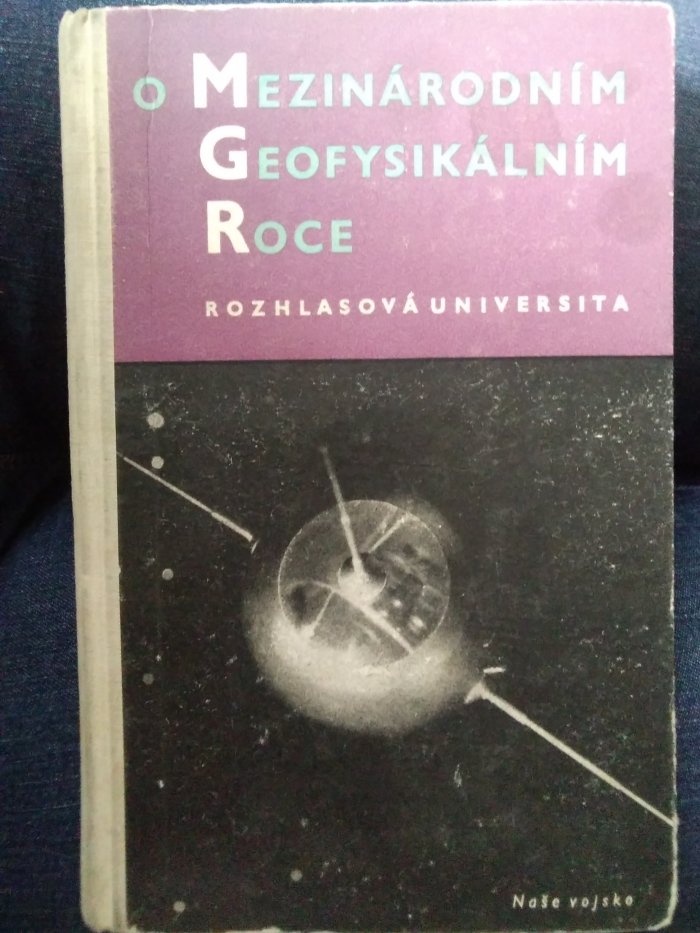 O MEZINÁRODNÍM
GEOFYSIKÁLNÍM
ROCE
ROZHLASOVÁ UNIVERSITA
Naše vojsko